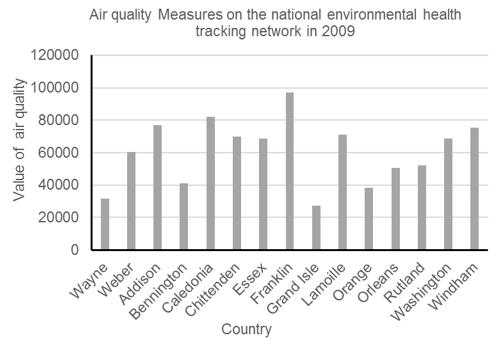 Air quality Measures on the national environmental health
tracking network in 2009
Value of air quality
120000
100000
80000
60000
40000
20000
0
Wayne
Weber
Addison
Bennington
Caledonia
Chittenden
Essex
Franklin
Grand Isle
Lamoille
Orange
Orleans
Rutland
Washington
Windham
Country